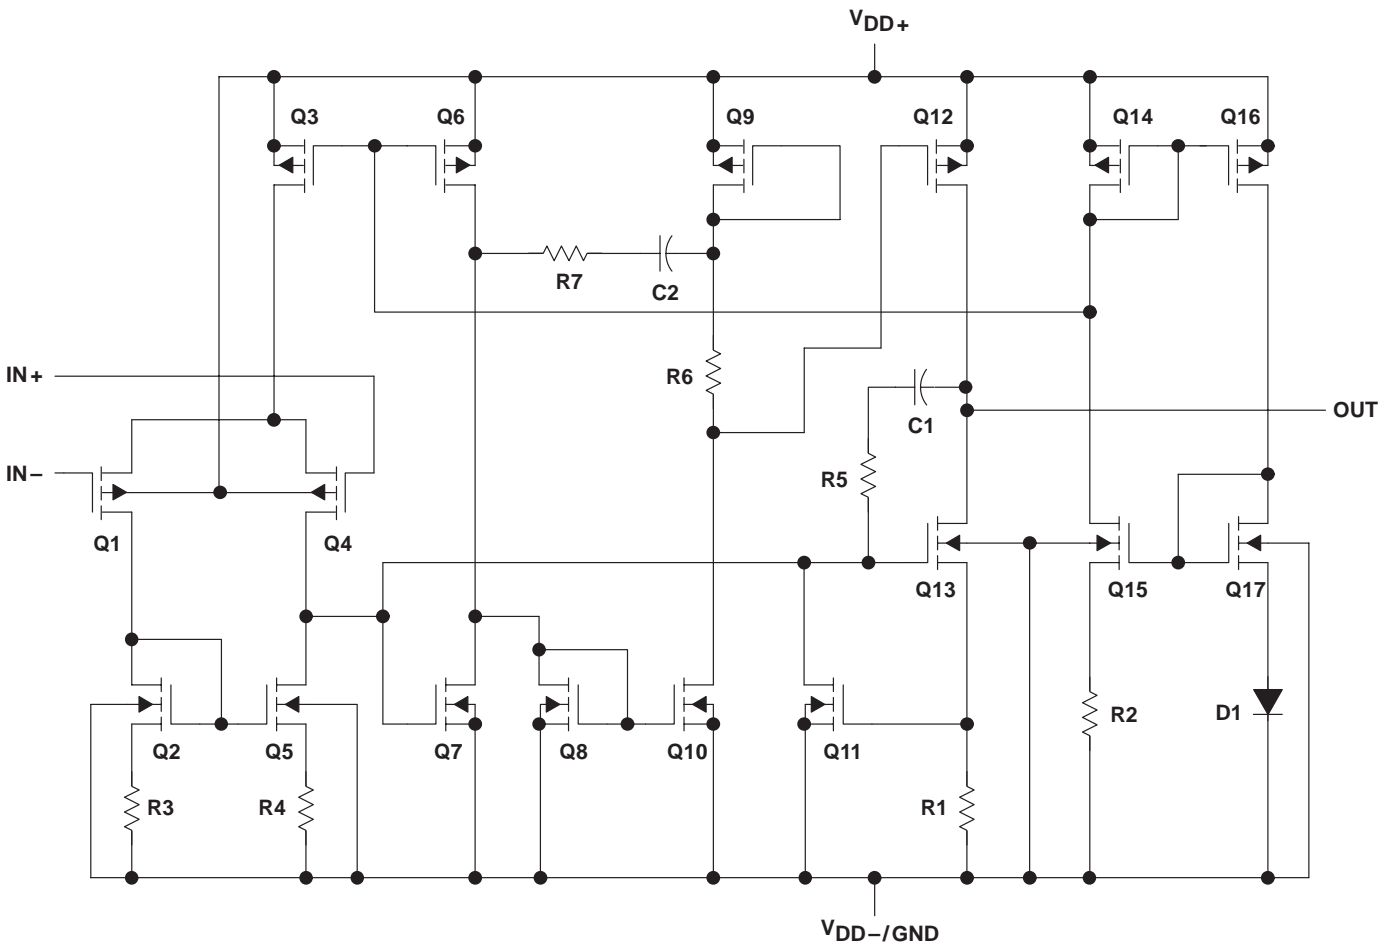 VDD+
Q3 Q6 Q9 Q12 Q14 Q16
R7
C2
IN+
R6
C1
OUT
IN−
R5
Q1 Q4
Q13 Q15 Q17
R2 D1
Q2 Q5 Q7 Q8 Q10 Q11
R3 R4 R1
VDD−/GND